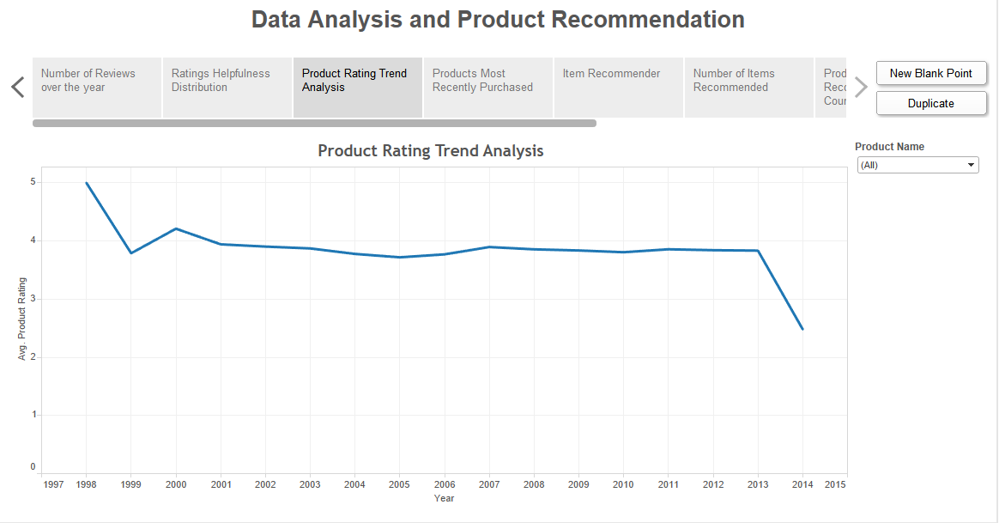 Data Analysis and Product Recommendation
Number of Reviews
over the year
Ratings Helpfulness
Distribution
Product Rating Trend
Analysis
Products Most
Recently Purchased
Item Recommender
Number of Items
Recommended
Prod
Reco
Cour
New Blank Point
Duplicate
Product Rating Trend Analysis
Product Name
(All)
5
4
3
2
1
0
Avg. Product Rating
1997 1998 1999 2000 2001 2002 2003 2004 2005 2006 2007 2008 2009 2010 2011 2012 2013 2014 2015
Year